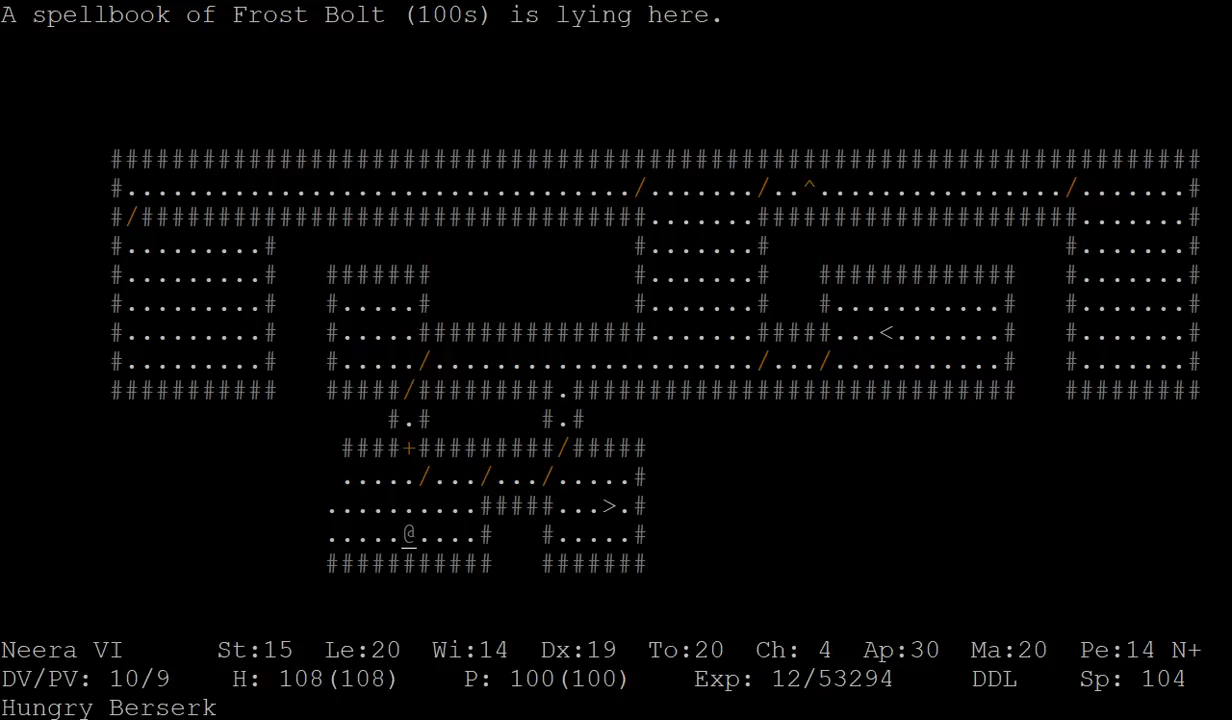 A spellbook of Frost Bolt (100s) is lying here.
       #######################################################################
       #................................./......./..^................/.......#
       #/#################################.......#####################.......#
       #.........#                       #.......#                   #.......#
       #.........#   #######             #.......#   #############   #.......#
       #.........#   #.....#             #.......#   #...........#   #.......#
       #.........#   #.....###############.......#####...<.......#   #.......#
       #.........#   #...../...................../.../...........#   #.......#
       ###########   #####/#########.#############################   #########
                         #.#       #.#
                      ####+#########/#####
                      ...../.../.../.....#
                     ..........#####...>.#
                     .....@....#   #.....#
                     ###########   #######
Neera VI      St:15  Le:20  Wi:14  Dx:19  To:20  Ch: 4  Ap:30  Ma:20  Pe:14 N+
DV/PV: 10/9    H: 108(108)    P: 100(100)    Exp: 12/53294     DDL    Sp: 104
Hungry Berserk